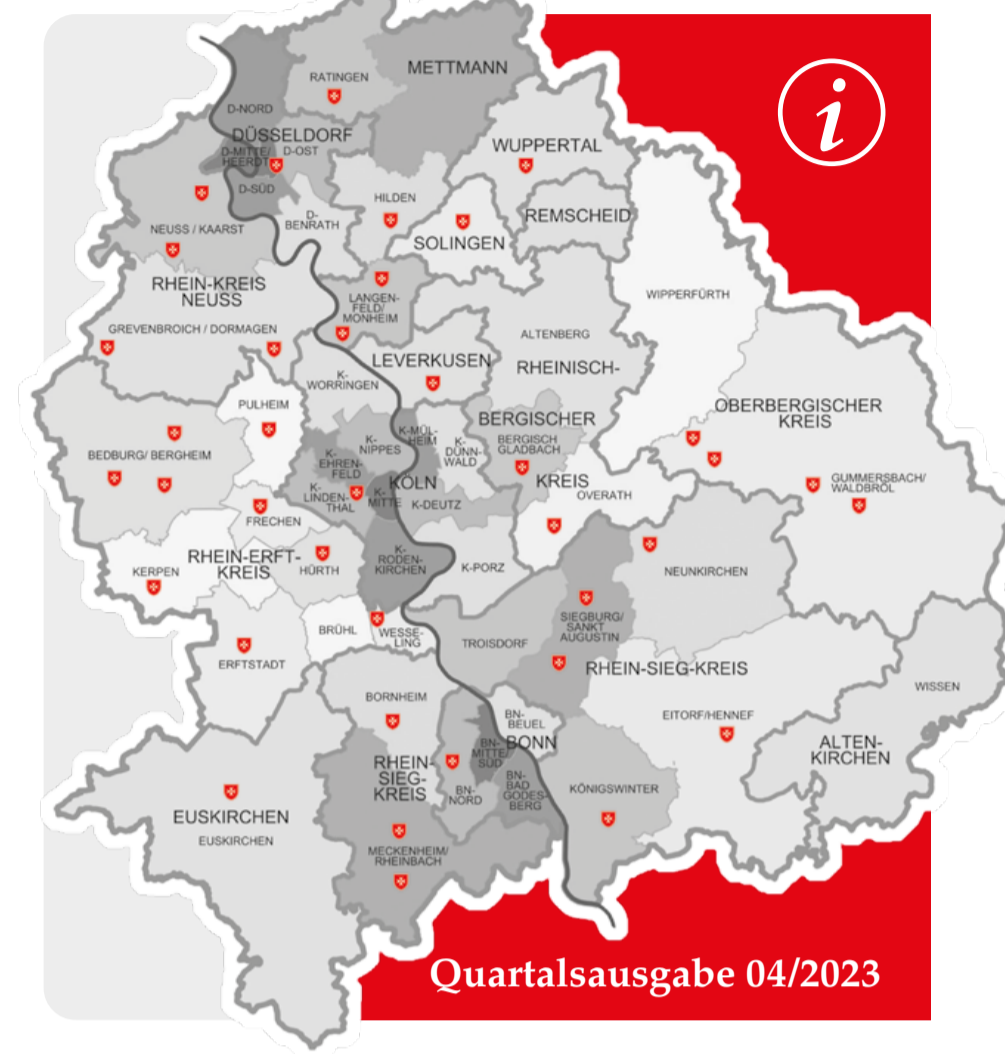 METTMANN
RATINGEN
D-NORD
DÜSSELDORF
D-MITTE/
HEERDT
D-OST
D-SÜD
D-
BENRATH
NEUSS / KAARST
HILDEN
WUPPERTAL
REMSCHEID
SOLINGEN
RHEIN-KREIS
NEUSS
GREVENBROICH / DORMAGEN
LANGEN-
FELD/
MONHEIM
WIPPERFÜRTH
ALTENBERG
LEVERKUSEN
RHEINISCH-
K-
WORRINGEN
PULHEIM
BEDBURG/ BERGHEIM
BERGISCHER
BERGISCH
GLADBACH
KREIS
OVERATH
OBERBERGISCHER
KREIS
GUMMERSBACH/
WALDBRÖL
K-
NIPPES
K-MÜL-
HEIM
K-
DÜNN-
WALD
K-
EHREN-
FELD
KÖLN
K-
LINDEN-
THAL
K-
MITTE
K-DEUTZ
FRECHEN
RHEIN-ERFT-
KREIS
KERPEN
HÜRTH
K-
RODEN-
KIRCHEN
K-PORZ
NEUNKIRCHEN
SIEGBURG/
SANKT
AUGUSTIN
TROISDORF
BRÜHL
WESSE-
LING
ERFTSTADT
RHEIN-SIEG-KREIS
WISSEN
EITORF/HENNEF
ALTEN-
KIRCHEN
BORNHEIM
BN-
BEUEL
BONN
BN-
MITTE/
SÜD
BN-
NORD
BN-
BAD
GODES-
BERG
RHEIN-
SIEG-
KREIS
KÖNIGSWINTER
EUSKIRCHEN
EUSKIRCHEN
MECKENHEIM/
RHEINBACH
i
Quartalsausgabe 04/2023